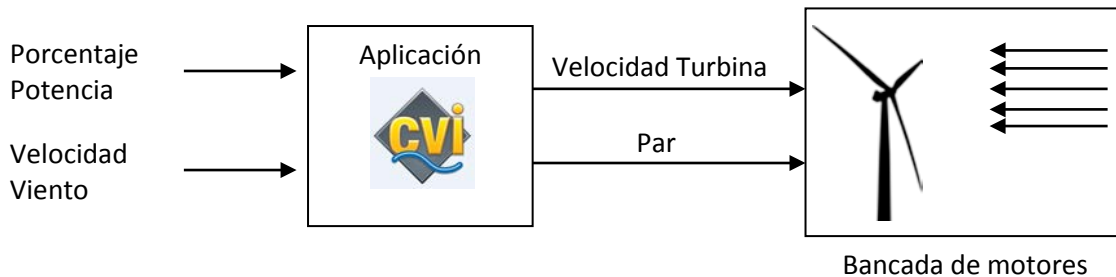 Porcentaje
Potencia
Velocidad
Viento
Aplicación
CVI
Velocidad Turbina
Par
Bancada de motores